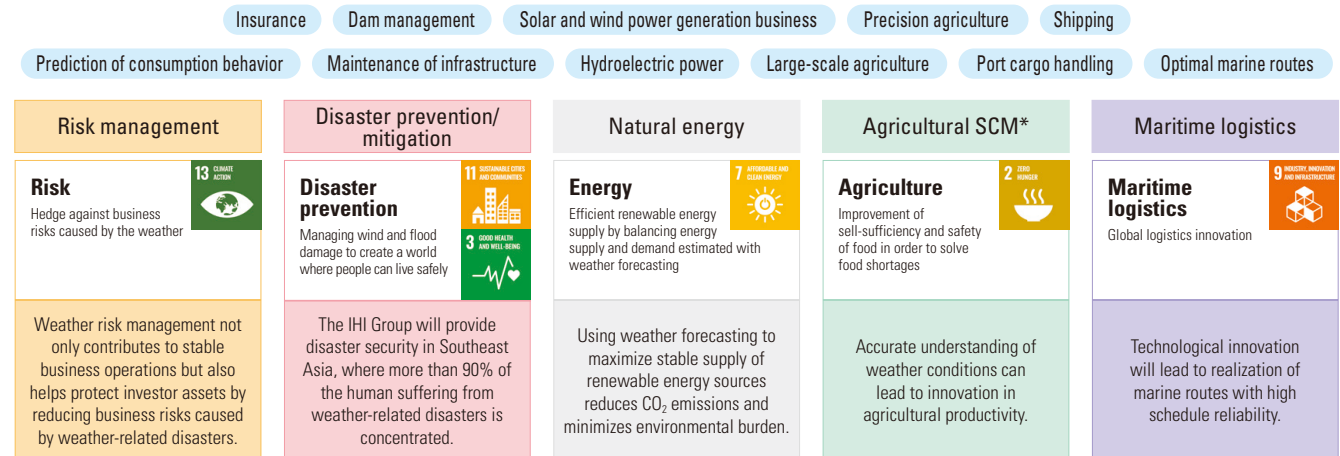 Insurance
Dam management
Solar and wind power generation business
Precision agriculture
Shipping
Prediction of consumption behavior
Maintenance of infrastructure
Hydroelectric power
Large-scale agriculture
Port cargo handling
Optimal marine routes
Risk management
Risk
Hedge against business
risks caused by the weather
13 CLIMATE
ACTION
Weather risk management not
only contributes to stable
business operations but also
helps protect investor assets by
reducing business risks caused
by weather-related disasters.
Disaster prevention/
mitigation
Disaster
prevention
Managing wind and flood
damage to create a world
where people can live safely
11 SUSTAINABLE CITIES
AND COMMUNITIES
3 GOOD HEALTH
AND WELL-BEING
The IHI Group will provide
disaster security in Southeast
Asia, where more than 90% of
the human suffering from
weather-related disasters is
concentrated.
Natural energy
Energy
Efficient renewable energy
supply by balancing energy
supply and demand estimated with
weather forecasting
7 AFFORDABLE AND
CLEAN ENERGY
Using weather forecasting to
maximize stable supply of
renewable energy sources
reduces CO₂ emissions and
minimizes environmental burden.
Agricultural SCM*
Agriculture
Improvement of
sell-sufficiency and safety
of food in order to solve
food shortages
2 ZERO
HUNGER
Accurate understanding of
weather conditions can
lead to innovation in
agricultural productivity.
Maritime logistics
Maritime
logistics
Global logistics innovation
9 INDUSTRY, INNOVATION
AND INFRASTRUCTURE
Technological innovation
will lead to realization of
marine routes with high
schedule reliability.